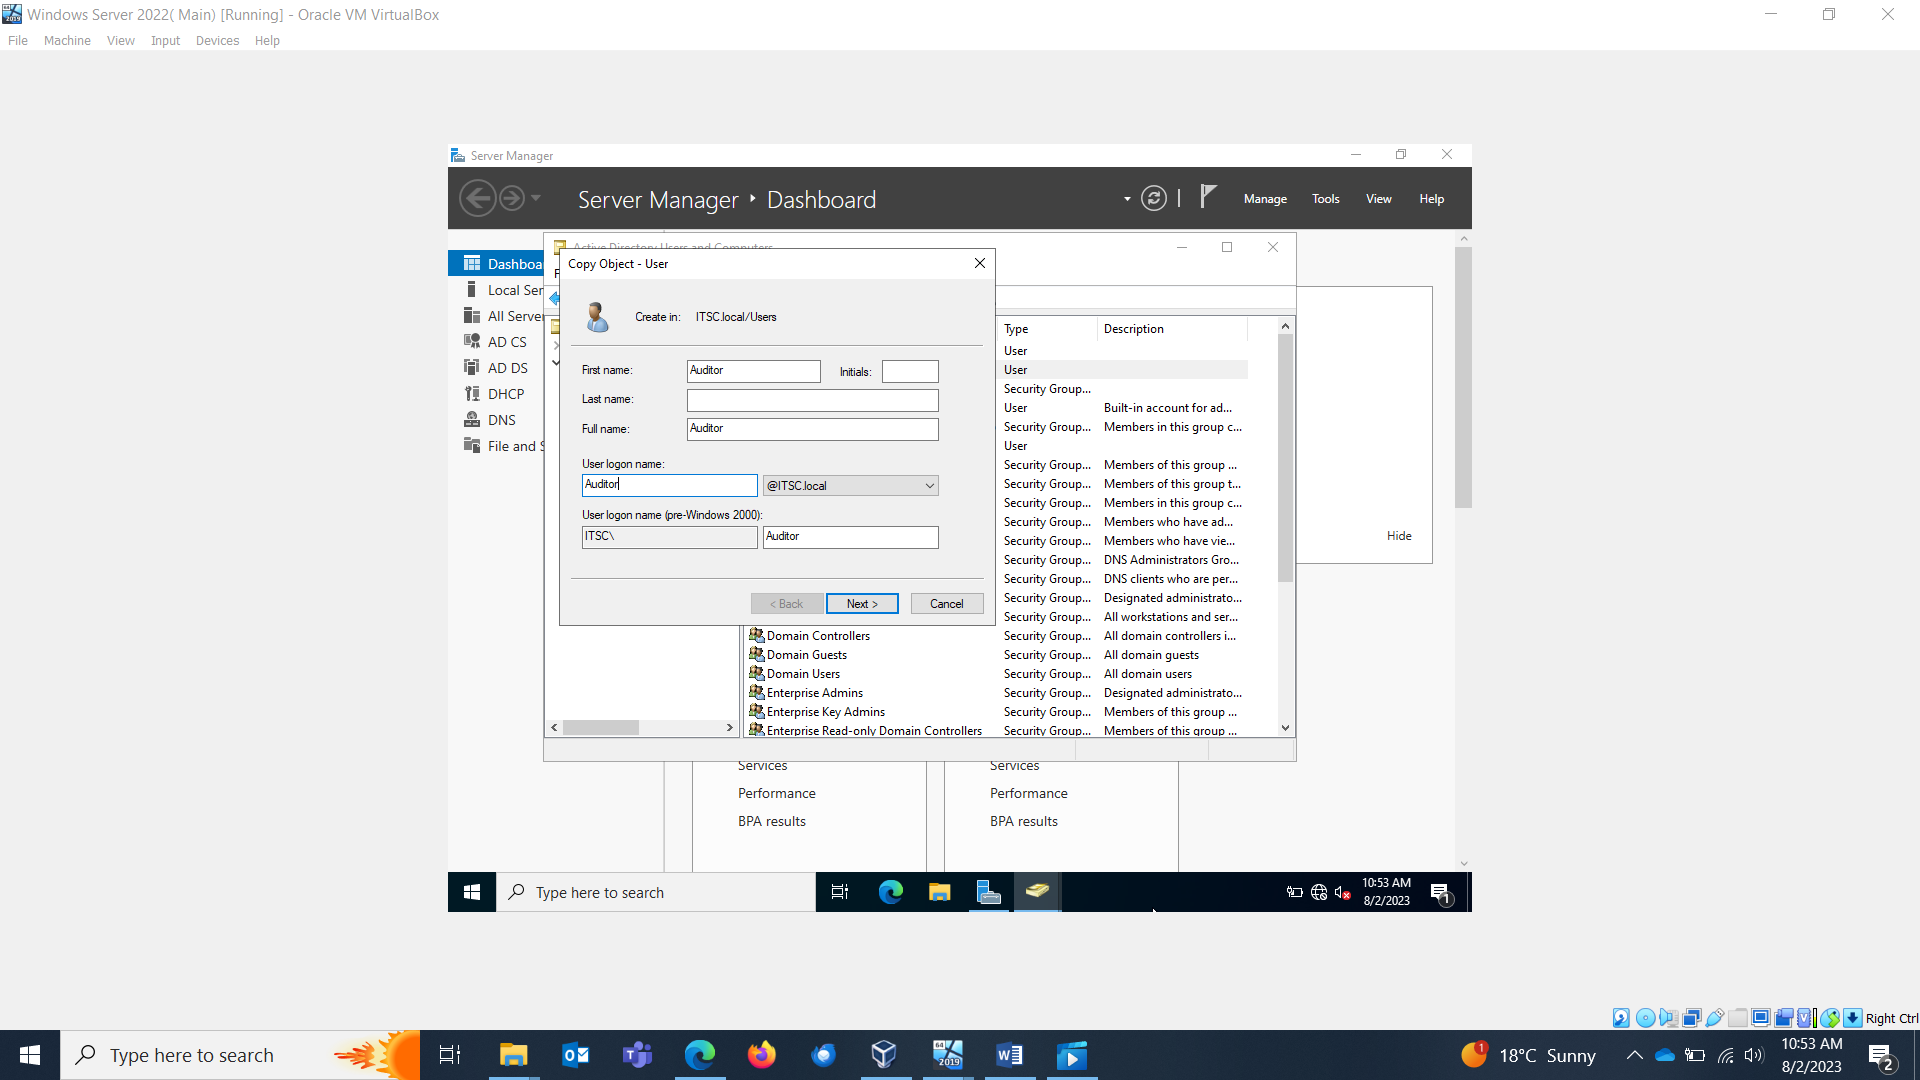 Windows Server 2022( Main) [Running] - Oracle VM VirtualBox
File Machine View Input Devices Help
Server Manager
Server Manager Dashboard
Manage Tools View Help
Active Directory Users and Computers
Copy Object - User
Create in: ITSC.local/Users
First name: Auditor Initials:
Last name:
Full name: Auditor
User logon name:
Auditor @ITSC.local
User logon name (pre-Windows 2000):
ITSC\ Auditor
< Back Next > Cancel
Local Ser
All Server
AD CS
AD DS
DHCP
DNS
File and S
Type Description
User
User
Security Group...
User Built-in account for ad...
Security Group... Members in this group c...
User
Security Group... Members of this group ...
Security Group... Members of this group t...
Security Group... Members in this group c...
Security Group... Members who have ad...
Security Group... Members who have vie...
Security Group... DNS Administrators Gro...
Security Group... DNS clients who are per...
Security Group... Designated administrato...
Security Group... All workstations and ser...
Domain Controllers Security Group... All domain controllers i...
Domain Guests Security Group... All domain guests
Domain Users Security Group... All domain users
Enterprise Admins Security Group... Designated administrato...
Enterprise Key Admins Security Group... Members of this group ...
Enterprise Read-only Domain Controllers Security Group... Members of this group ...
Hide
Services Services
Performance Performance
BPA results BPA results
Type here to search
10:53 AM
8/2/2023
1
Right Ctrl
Type here to search
1 18°C Sunny
10:53 AM
8/2/2023
2